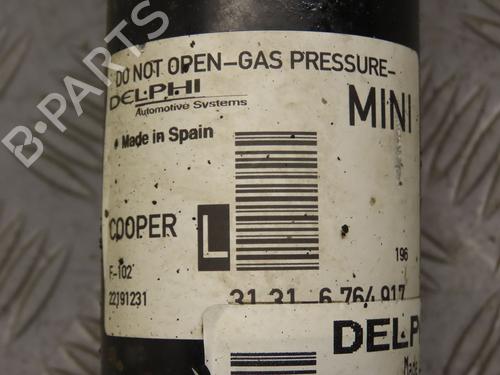 DO NOT OPEN-GAS PRESSURE-
DELPHI
Automotive Systems
MINI
Made in Spain
COOPER L
196
F-102
22191231
31.31-6 764 917
DELP
Made
B-PARTS